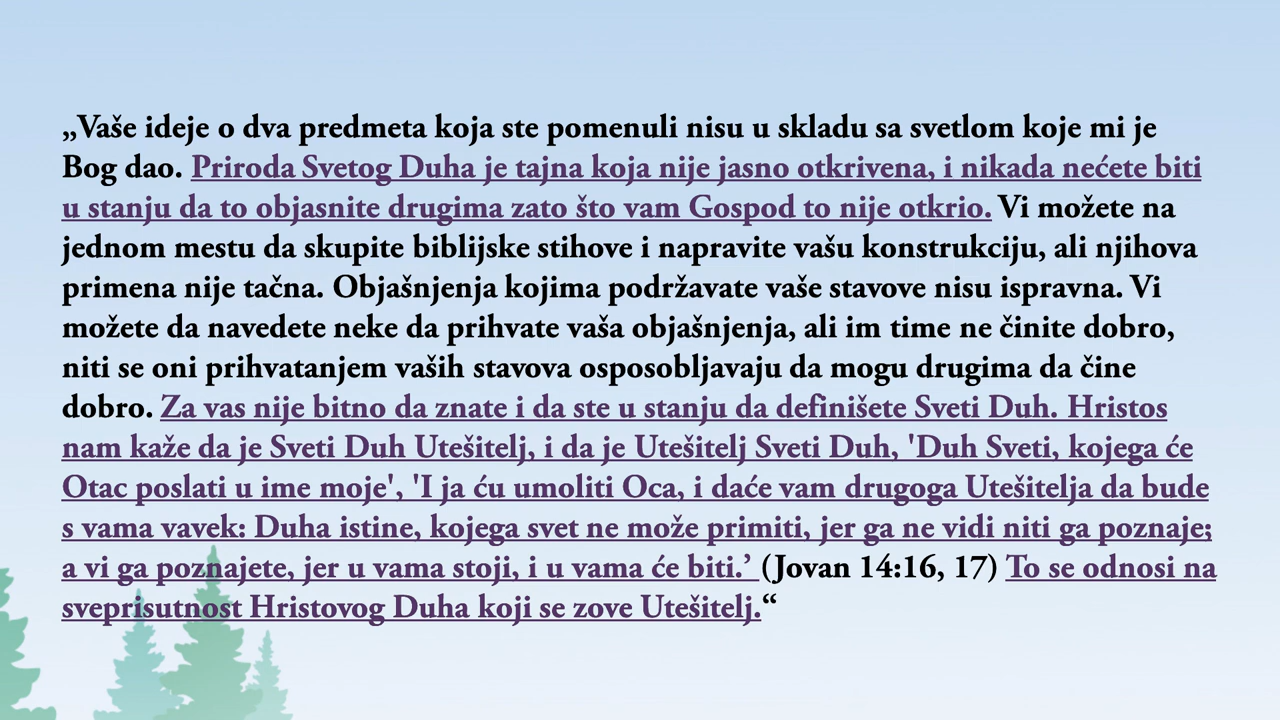 „Vaše ideje o dva predmeta koja ste pomenuli nisu u skladu sa svetlom koje mi je
Bog dao. Priroda Svetog Duha je tajna koja nije jasno otkrivena, i nikada nećete biti
u stanju da to objasnite drugima zato što vam Gospod to nije otkrio. Vi možete na
jednom mestu da skupite biblijske stihove i napravite vašu konstrukciju, ali njihova
primena nije tačna. Objašnjenja kojima podržavate vaše stavove nisu ispravna. Vi
možete da navedete neke da prihvate vaša objašnjenja, ali im time ne činite dobro,
niti se oni prihvatanjem vaših stavova osposobljavaju da mogu drugima da čine
dobro. Za vas nije bitno da znate i da ste u stanju da definišete Sveti Duh. Hristos
nam kaže da je Sveti Duh Utešitelj, i da je Utešitelj Sveti Duh, 'Duh Sveti, kojega će
Otac poslati u ime moje', 'I ja ću umoliti Oca, i daće vam drugoga Utešitelja da bude
s vama vavek: Duha istine, kojega svet ne može primiti, jer ga ne vidi niti ga poznaje;
a vi ga poznajete, jer u vama stoji, i u vama će biti.’ (Jovan 14:16, 17) To se odnosi na
sveprisutnost Hristovog Duha koji se zove Utešitelj.“